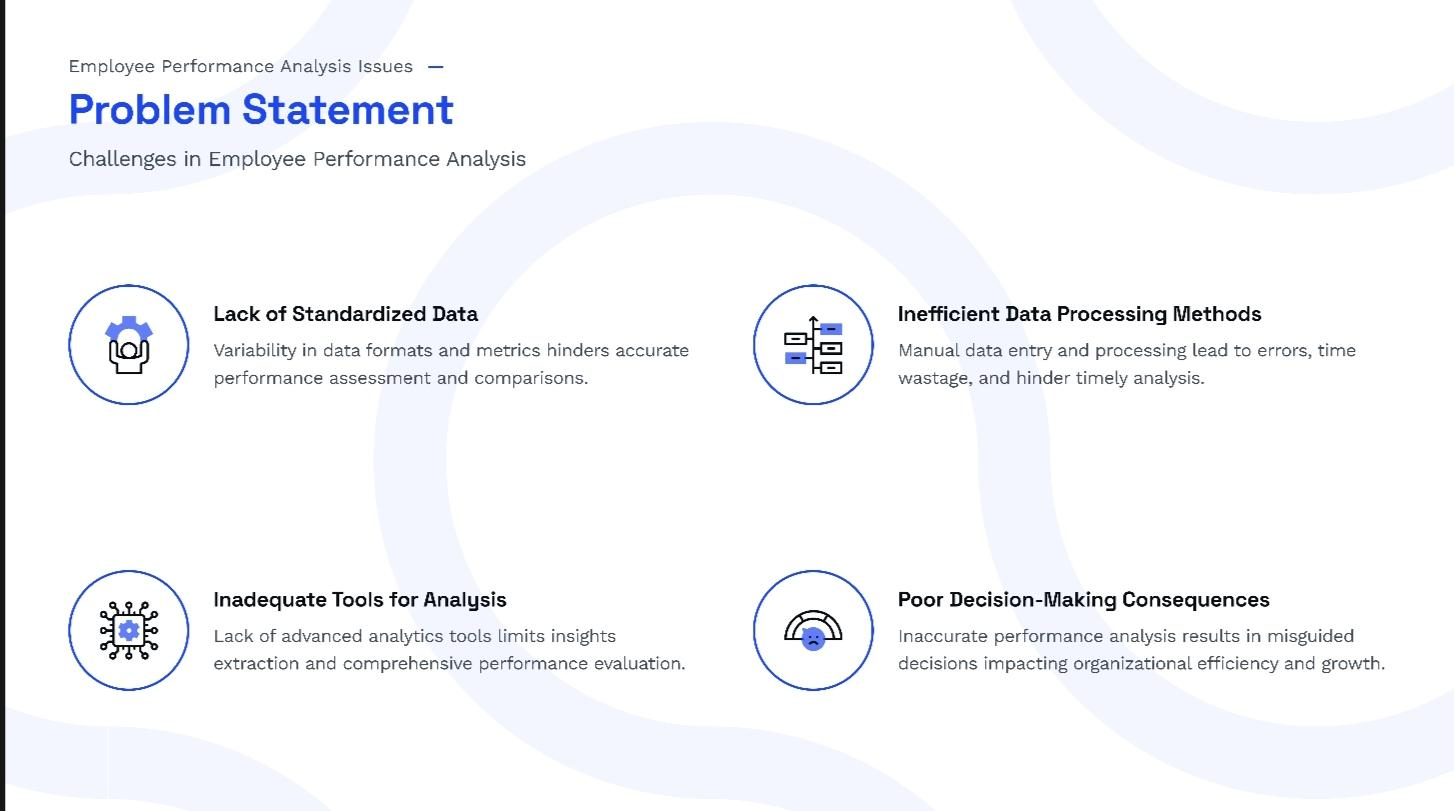 Employee Performance Analysis Issues —
Problem Statement
Challenges in Employee Performance Analysis
Lack of Standardized Data
Variability in data formats and metrics hinders accurate
performance assessment and comparisons.
Inefficient Data Processing Methods
Manual data entry and processing lead to errors, time
wastage, and hinder timely analysis.
Inadequate Tools for Analysis
Lack of advanced analytics tools limits insights
extraction and comprehensive performance evaluation.
Poor Decision-Making Consequences
Inaccurate performance analysis results in misguided
decisions impacting organizational efficiency and growth.